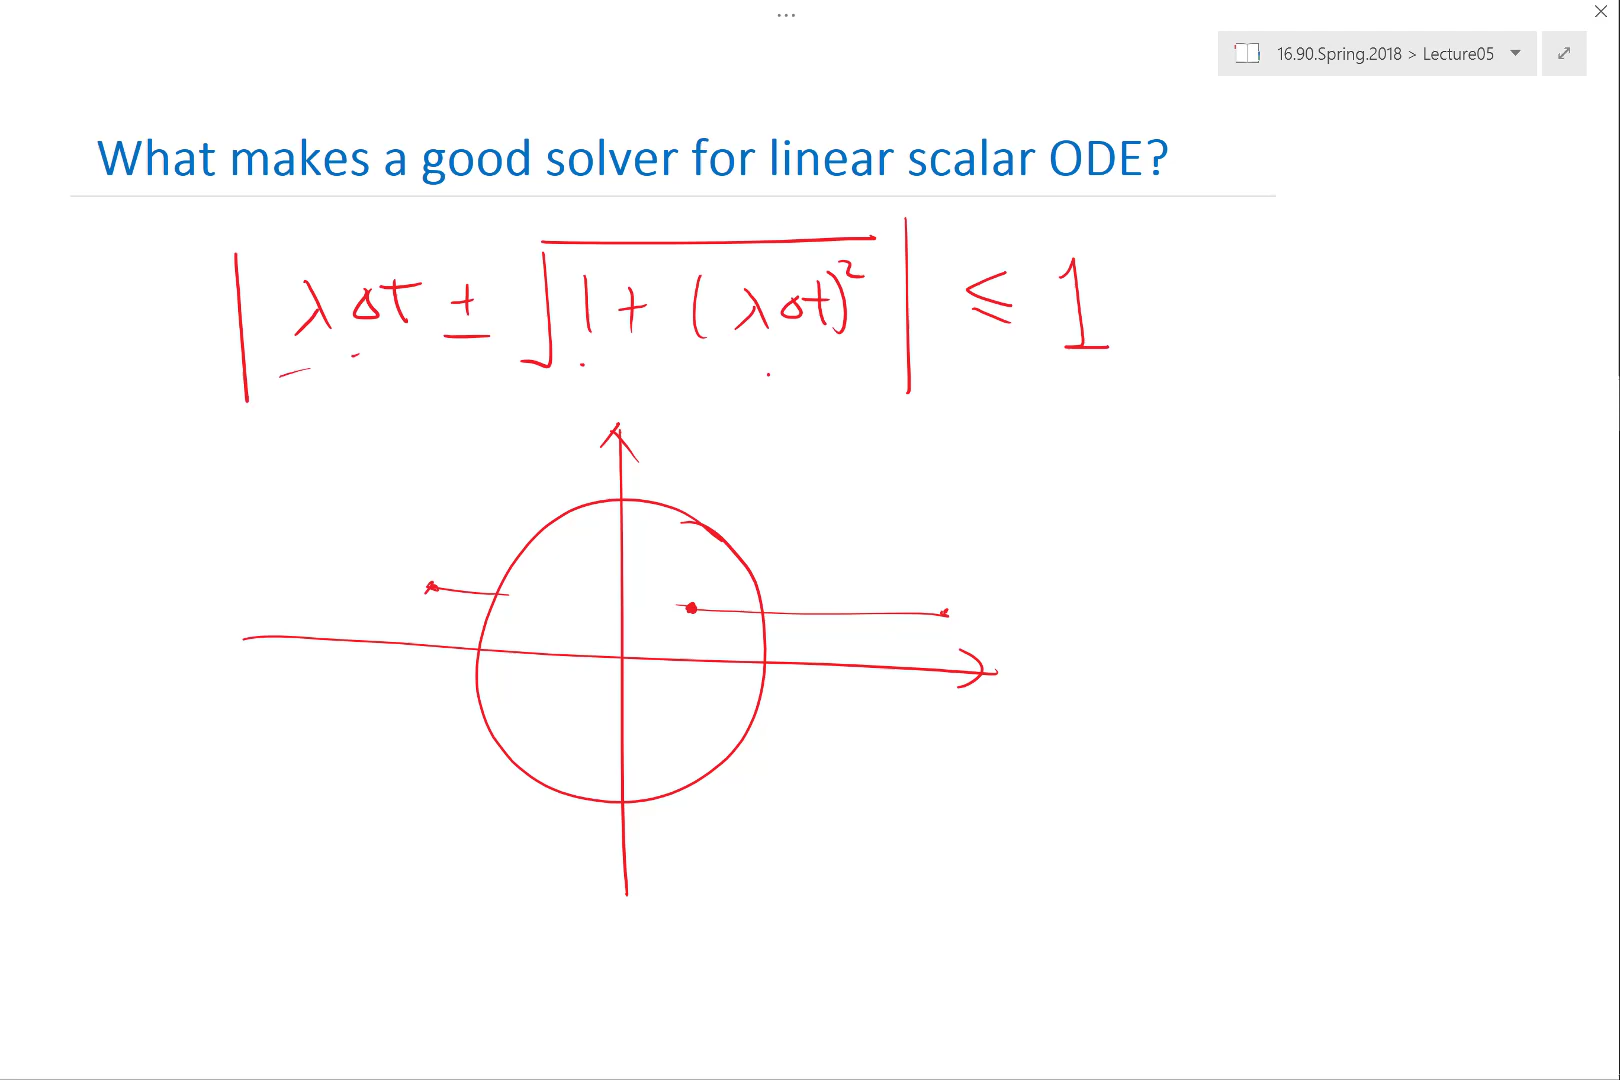 ...
16.90.Spring.2018 > Lecture05
What makes a good solver for linear scalar ODE?
| λΔt ± √(1 + (λΔt)²) | ≤ 1